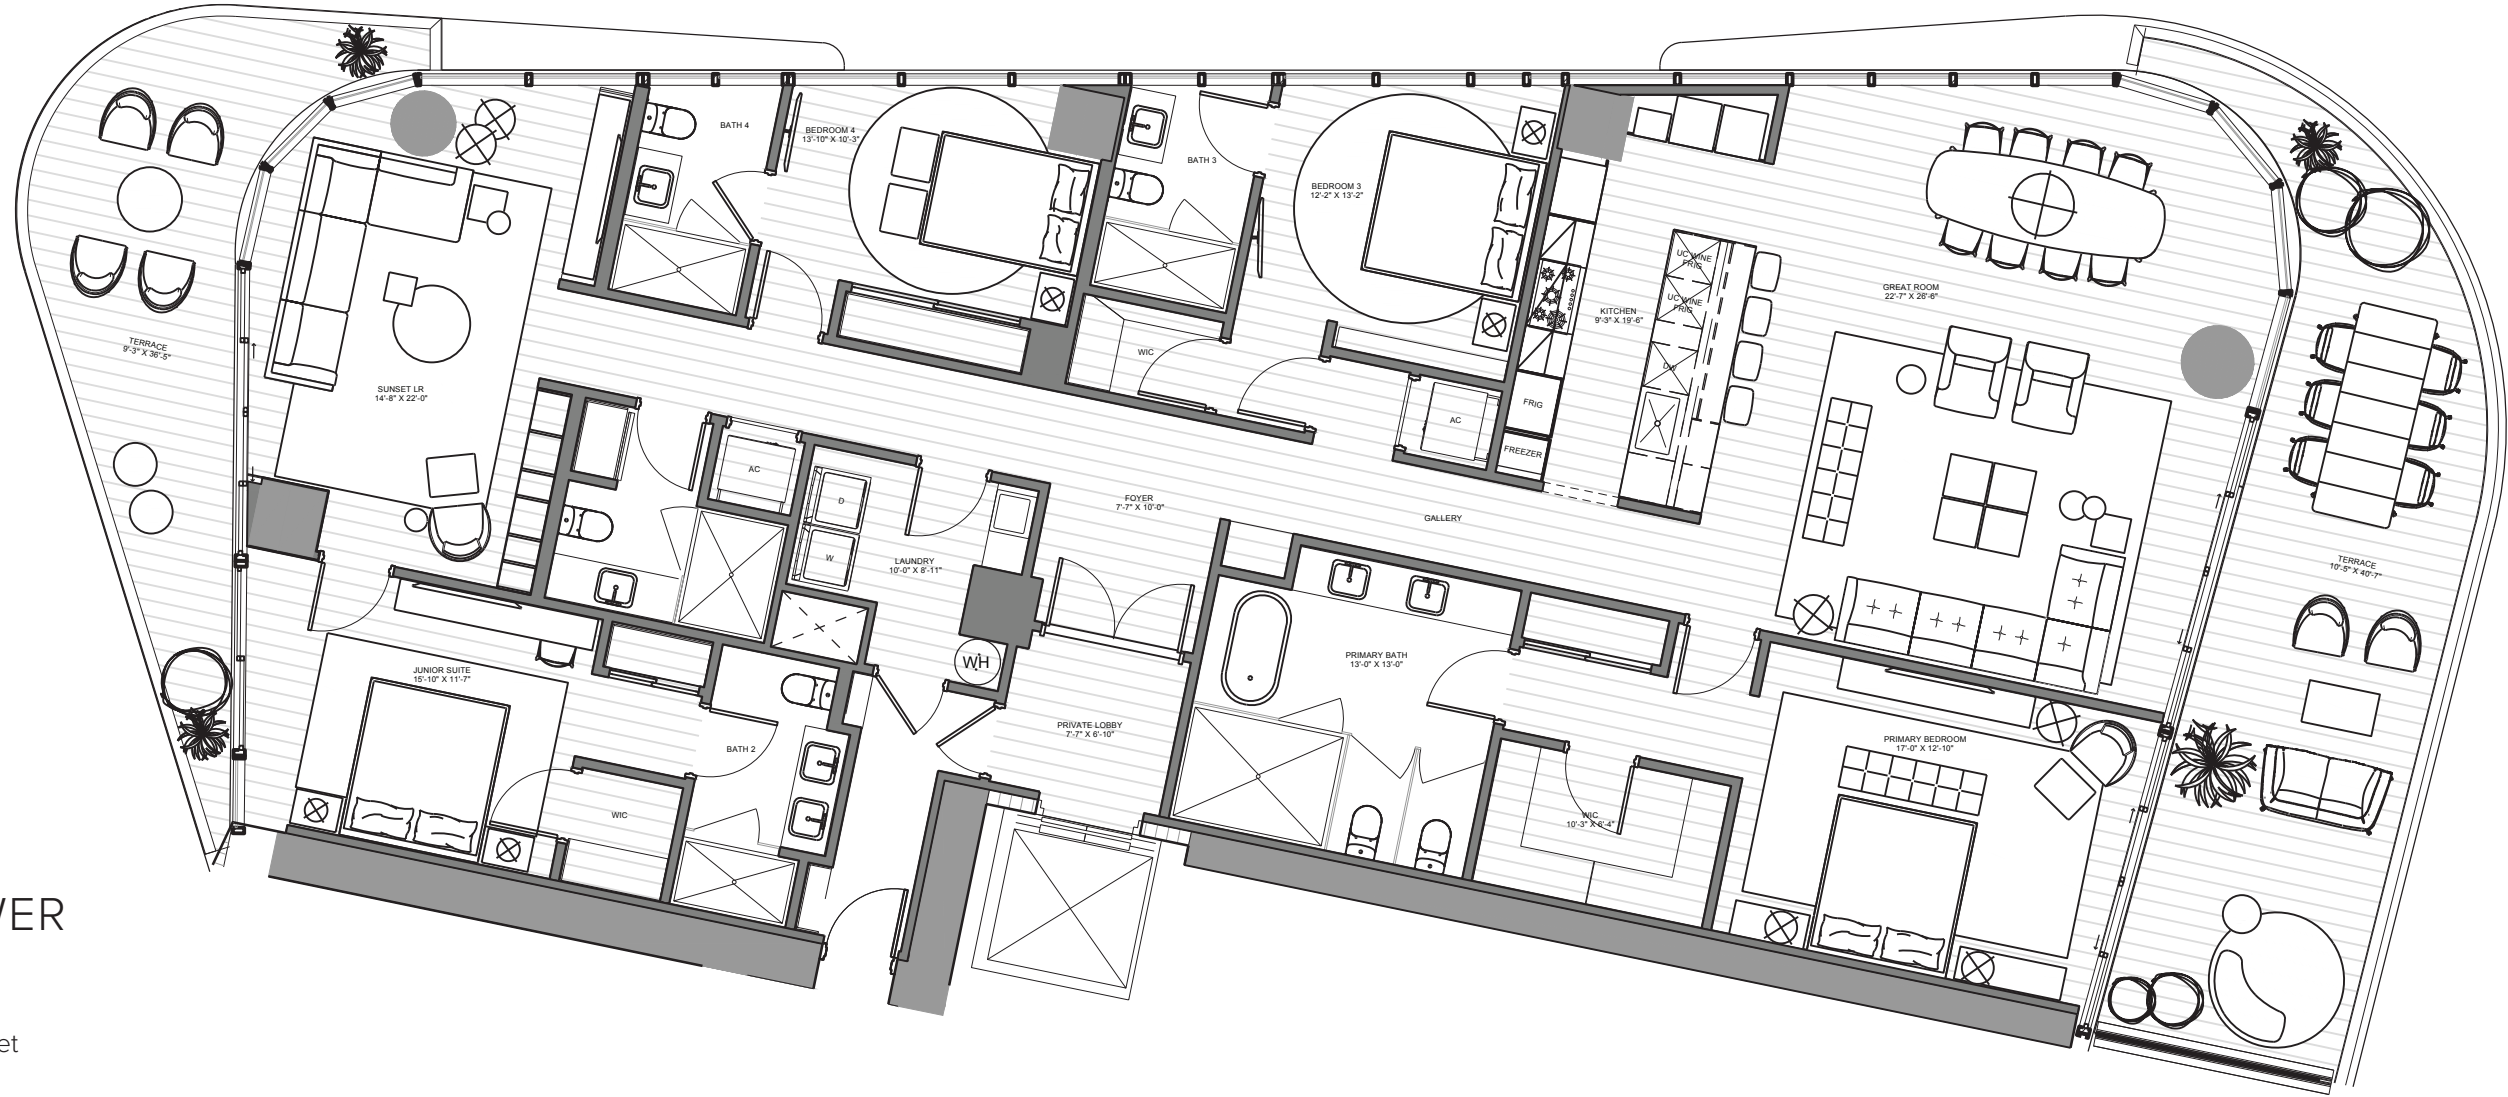 BATH 4
BEDROOM 4
13'-10" X 10'-3"
BATH 3
BEDROOM 3
12'-2" X 13'-2"
UC WINE
FRIG
UC WINE
FRIG
KITCHEN
9'-3" X 19'-6"
DW
FRIG
FREEZER
GREAT ROOM
22'-7" X 26'-6"
TERRACE
9'-3" X 36'-5"
SUNSET LR
14'-8" X 22'-0"
WIC
AC
AC
D
W
LAUNDRY
10'-0" X 8'-11"
FOYER
7'-7" X 10'-0"
GALLERY
TERRACE
10'-5" X 40'-7"
JUNIOR SUITE
15'-10" X 11'-7"
WH
PRIMARY BATH
13'-0" X 13'-0"
BATH 2
PRIVATE LOBBY
7'-7" X 6'-10"
PRIMARY BEDROOM
17'-0" X 12'-10"
WIC
WIC
10'-3" X 6'-4"
WER
et